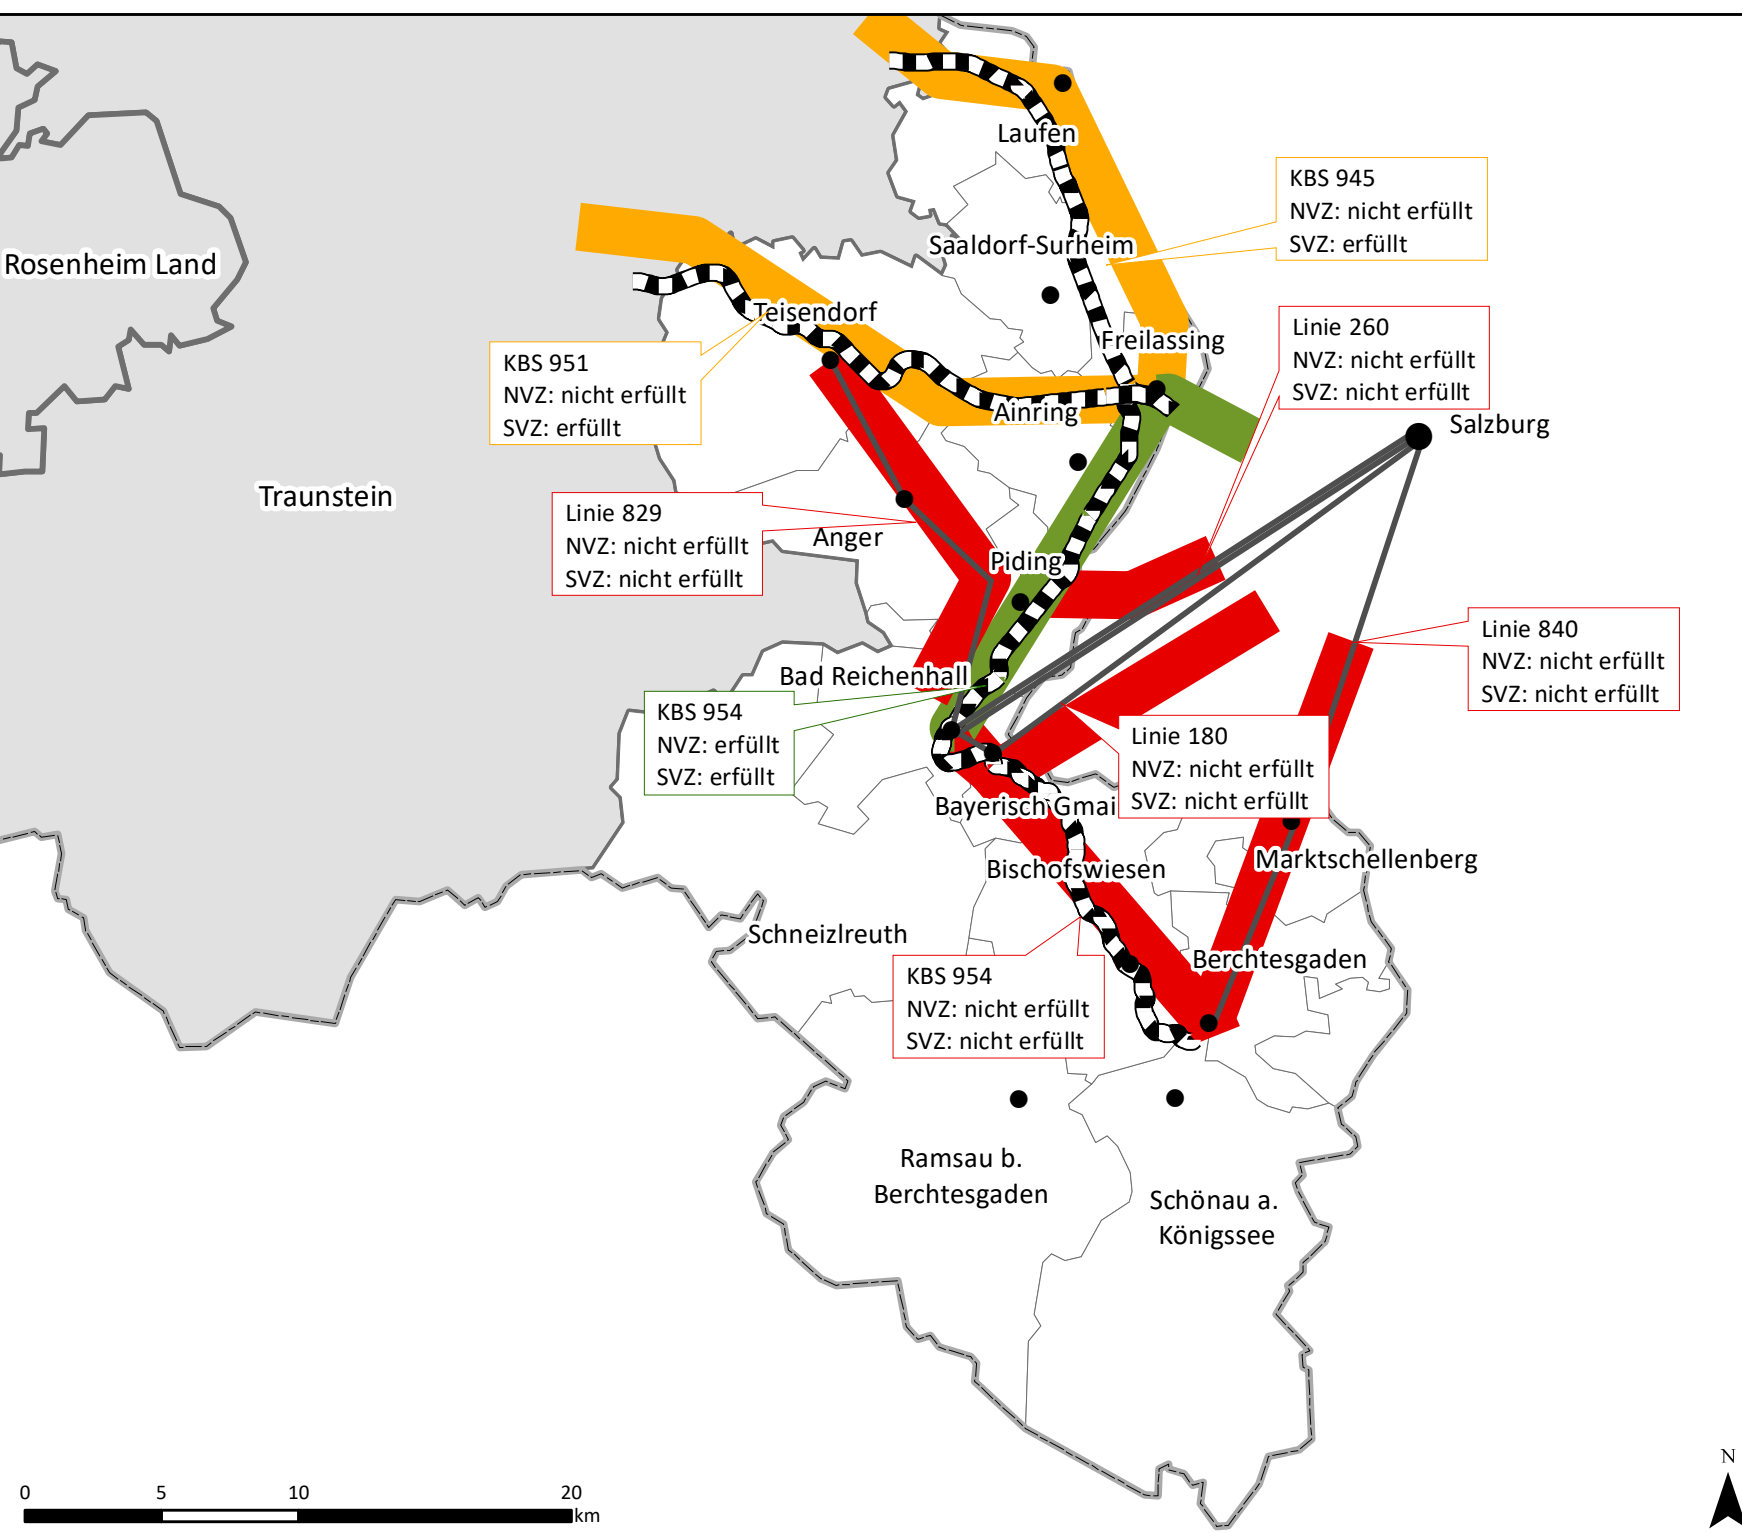 Laufen
KBS 945
NVZ: nicht erfüllt
SVZ: erfüllt
Saaldorf-Surheim
Rosenheim Land
Teisendorf
Freilassing
Linie 260
NVZ: nicht erfüllt
SVZ: nicht erfüllt
KBS 951
NVZ: nicht erfüllt
SVZ: erfüllt
Ainring
Salzburg
Traunstein
Linie 829
NVZ: nicht erfüllt
SVZ: nicht erfüllt
Anger
Piding
Linie 840
NVZ: nicht erfüllt
SVZ: nicht erfüllt
Bad Reichenhall
KBS 954
NVZ: erfüllt
SVZ: erfüllt
Linie 180
NVZ: nicht erfüllt
SVZ: nicht erfüllt
Bayerisch Gmai
Bischofswiesen
Marktschellenberg
Schneizlreuth
Berchtesgaden
KBS 954
NVZ: nicht erfüllt
SVZ: nicht erfüllt
Ramsau b.
Berchtesgaden
Schönau a.
Königssee
N
0 5 10 20
km